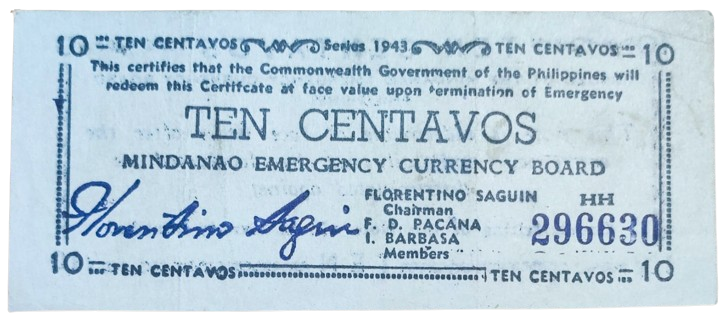 10 TEN CENTAVOS Series 1943 TEN CENTAVOS 10
This certifies that the Commonwealth Government of the Philippines will
redeem this Certifcate at face value upon termination of Emergency
TEN CENTAVOS
MINDANAO EMERGENCY CURRENCY BOARD
FLORENTINO SAGUIN HH
Chairman
Florentino Saguin
F. D. PACANA 296630
I. BARBASA
Members
10 TEN CENTAVOS TEN CENTAVOS 10